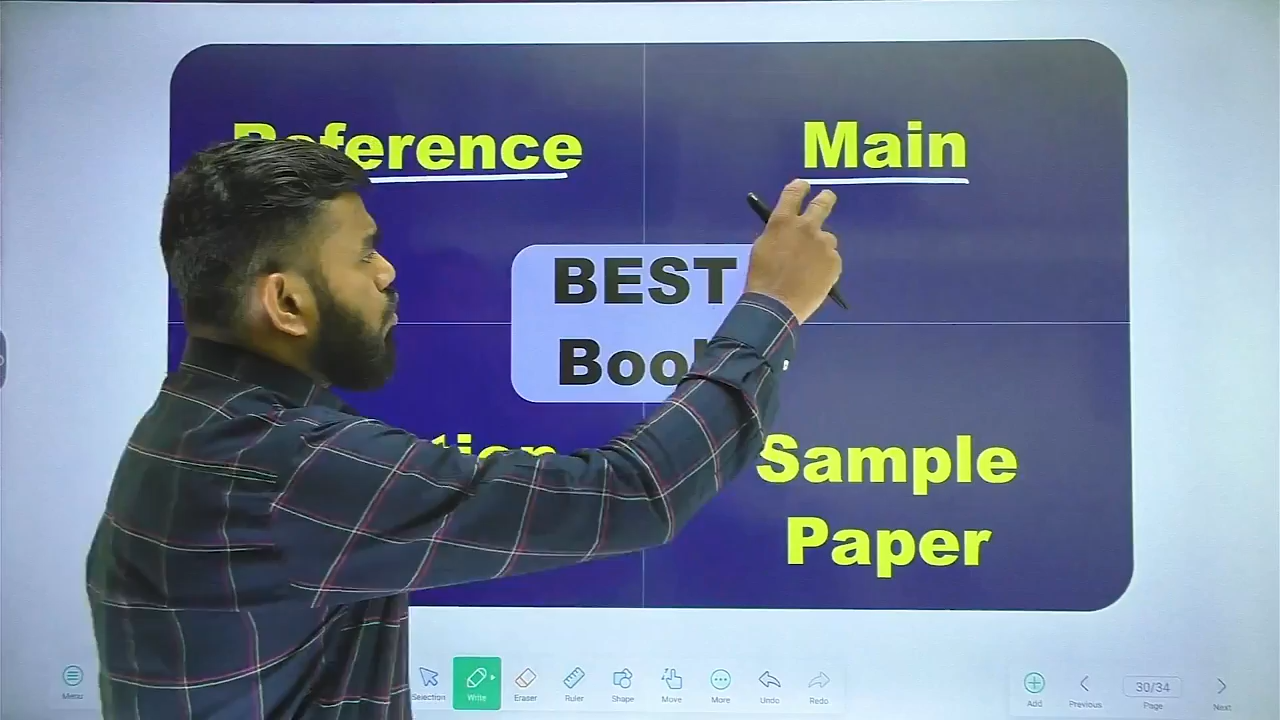 Reference
Main
BEST
Sample
Paper
Menu
Selection
Write
Eraser
Ruler
Shape
Move
More
Undo
Redo
Add
Previous
30/34
Page
Next